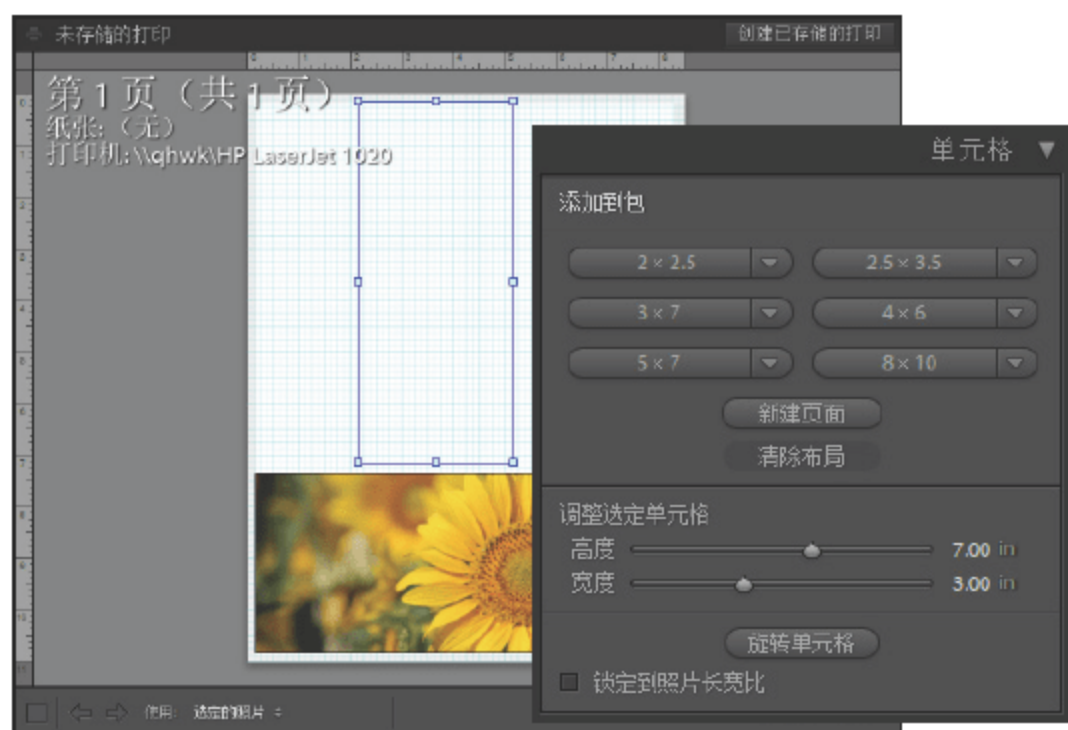 未存储的打印
创建已存储的打印
第 1 页（共 1 页）
纸张:（无）
打印机:\\qhwk\HP LaserJet 1020
单元格
添加到包
2 × 2.5
2.5 × 3.5
3 × 7
4 × 6
5 × 7
8 × 10
新建页面
清除布局
调整选定单元格
高度 7.00 in
宽度 3.00 in
旋转单元格
锁定到照片长宽比
使用: 选定的照片